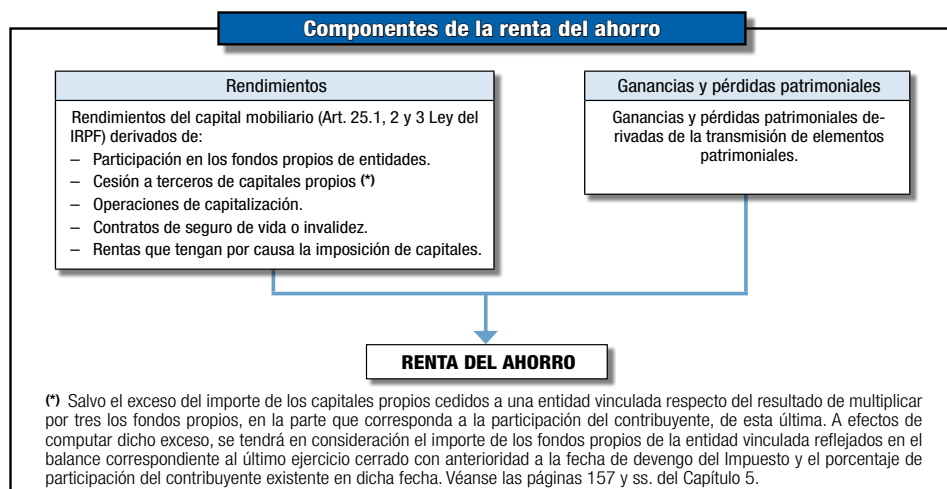 Componentes de la renta del ahorro
Rendimientos
Rendimientos del capital mobiliario (Art. 25.1, 2 y 3 Ley del
IRPF) derivados de:
– Participación en los fondos propios de entidades.
– Cesión a terceros de capitales propios (*)
– Operaciones de capitalización.
– Contratos de seguro de vida o invalidez.
– Rentas que tengan por causa la imposición de capitales.
Ganancias y pérdidas patrimoniales
Ganancias y pérdidas patrimoniales de-
rivadas de la transmisión de elementos
patrimoniales.
RENTA DEL AHORRO
(*) Salvo el exceso del importe de los capitales propios cedidos a una entidad vinculada respecto del resultado de multiplicar
por tres los fondos propios, en la parte que corresponda a la participación del contribuyente, de esta última. A efectos de
computar dicho exceso, se tendrá en consideración el importe de los fondos propios de la entidad vinculada reflejados en el
balance correspondiente al último ejercicio cerrado con anterioridad a la fecha de devengo del Impuesto y el porcentaje de
participación del contribuyente existente en dicha fecha. Véanse las páginas 157 y ss. del Capítulo 5.